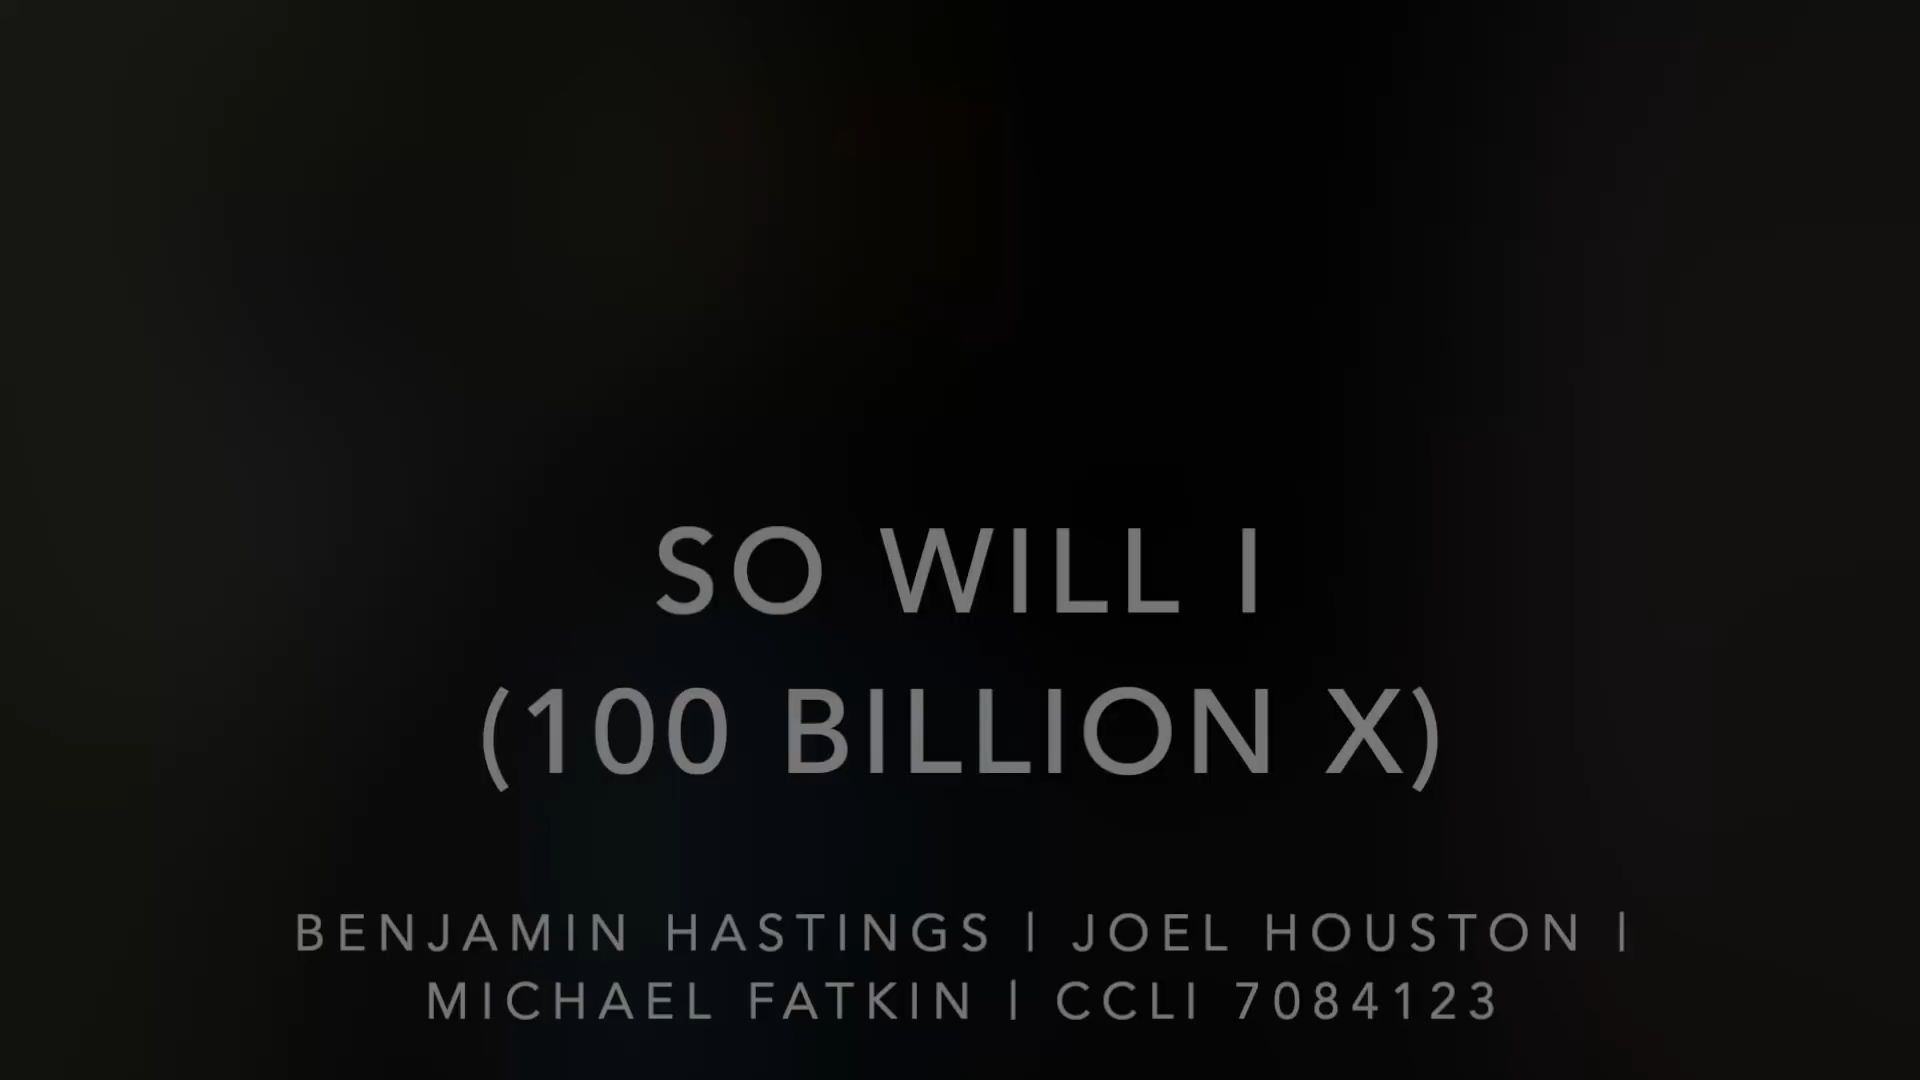 SO WILL I
(100 BILLION X)
BENJAMIN HASTINGS | JOEL HOUSTON |
MICHAEL FATKIN | CCLI 7084123